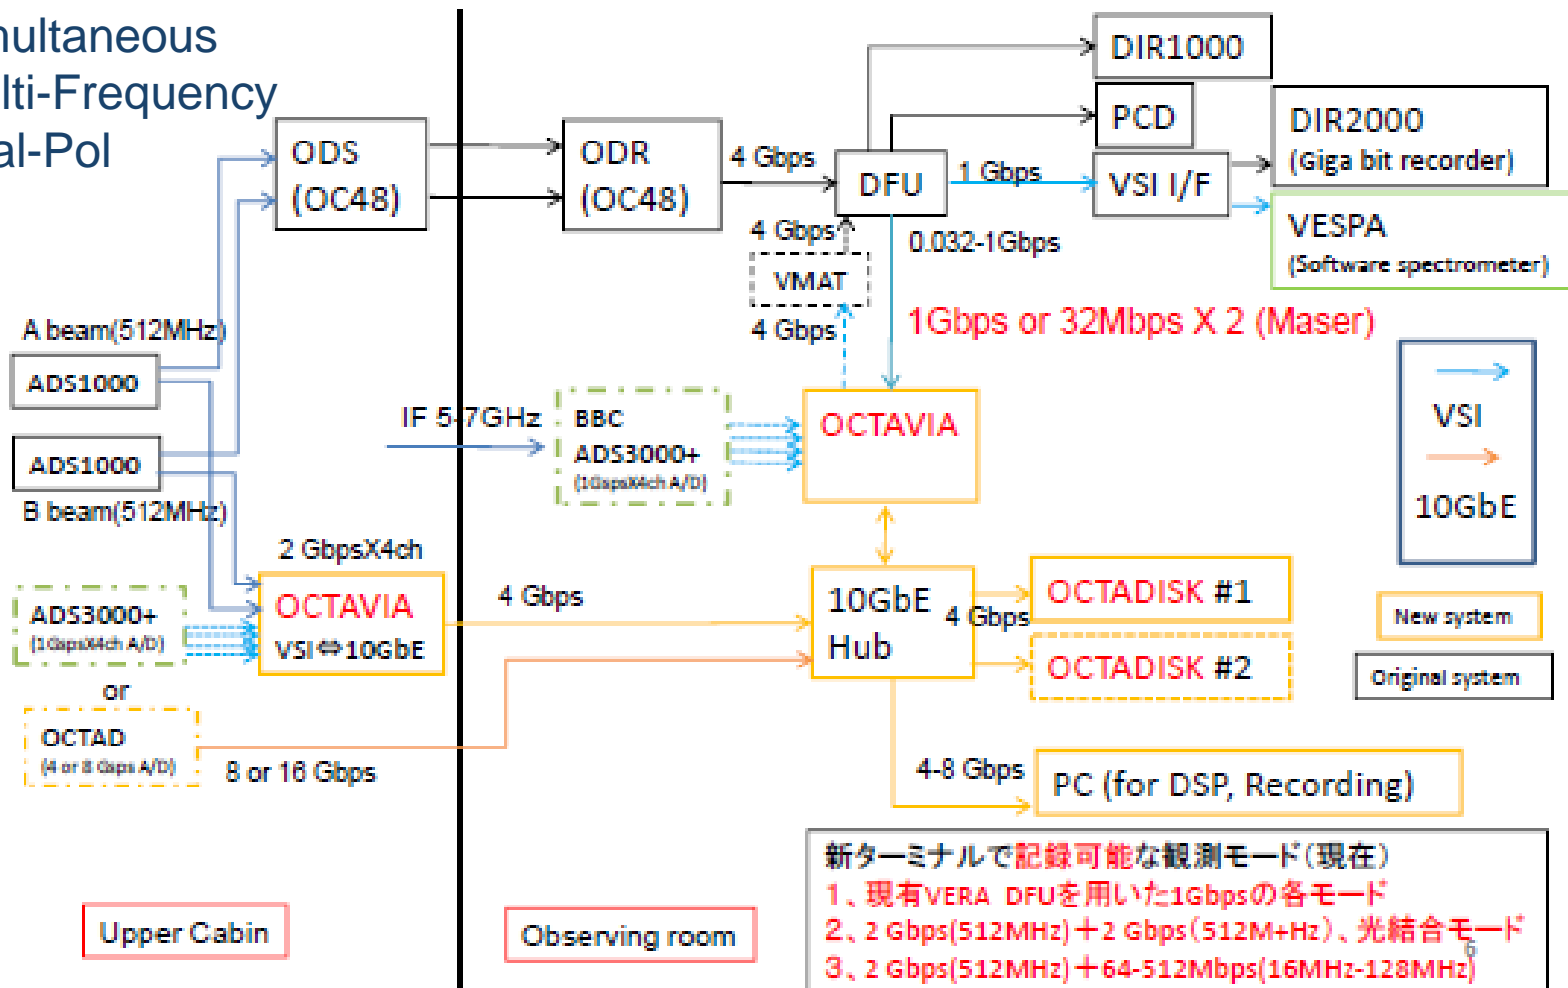 nultaneous
lti-Frequency
al-Pol
ODS
(OC48)
ODR
(OC48)
4 Gbps
DFU
1 Gbps
DIR1000
PCD
VSI I/F
DIR2000
(Giga bit recorder)
VESPA
(Software spectrometer)
4 Gbps
VMAT
4 Gbps
0.032-1Gbps
1Gbps or 32Mbps X 2 (Maser)
A beam(512MHz)
ADS1000
ADS1000
B beam(512MHz)
IF 5-7GHz
BBC
ADS3000+
(1GspsX4ch A/D)
OCTAVIA
VSI
10GbE
New system
Original system
2 GbpsX4ch
ADS3000+
(1GspsX4ch A/D)
or
OCTAD
(4 or 8 Gsps A/D)
OCTAVIA
VSI⇔10GbE
4 Gbps
8 or 16 Gbps
10GbE
Hub
4 Gbps
OCTADISK #1
OCTADISK #2
4-8 Gbps
PC (for DSP, Recording)
Upper Cabin
Observing room
新ターミナルで記録可能な観測モード(現在)
1、現有VERA DFUを用いた1Gbpsの各モード
2、2 Gbps(512MHz)＋2 Gbps(512M+Hz)、光結合モード
3、2 Gbps(512MHz)＋64-512Mbps(16MHz-128MHz)
6